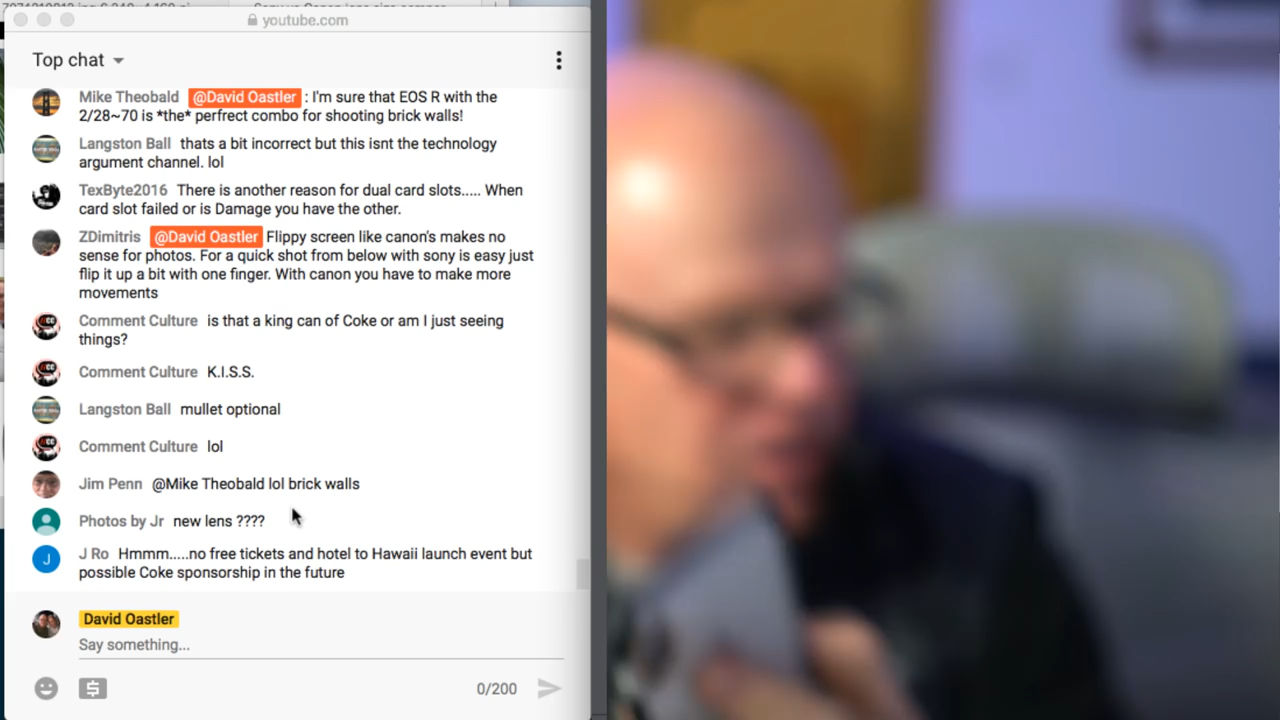 youtube.com
Top chat
Mike Theobald @David Oastler : I'm sure that EOS R with the
2/28~70 is *the* perfrect combo for shooting brick walls!
Langston Ball thats a bit incorrect but this isnt the technology
argument channel. lol
TexByte2016 There is another reason for dual card slots..... When
card slot failed or is Damage you have the other.
ZDimitris @David Oastler Flippy screen like canon's makes no
sense for photos. For a quick shot from below with sony is easy just
flip it up a bit with one finger. With canon you have to make more
movements
Comment Culture is that a king can of Coke or am I just seeing
things?
Comment Culture K.I.S.S.
Langston Ball mullet optional
Comment Culture lol
Jim Penn @Mike Theobald lol brick walls
Photos by Jr new lens ????
J
J Ro Hmmm.....no free tickets and hotel to Hawaii launch event but
possible Coke sponsorship in the future
David Oastler
Say something...
0/200